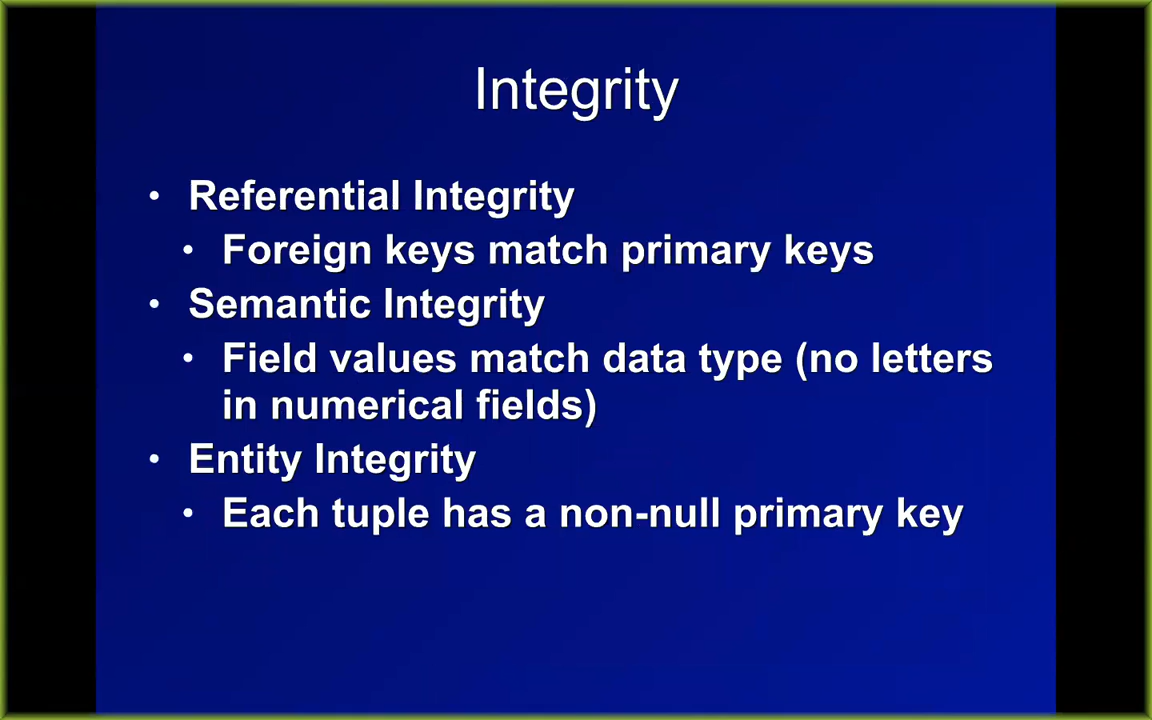 Integrity
• Referential Integrity
• Foreign keys match primary keys
• Semantic Integrity
• Field values match data type (no letters
in numerical fields)
• Entity Integrity
• Each tuple has a non-null primary key